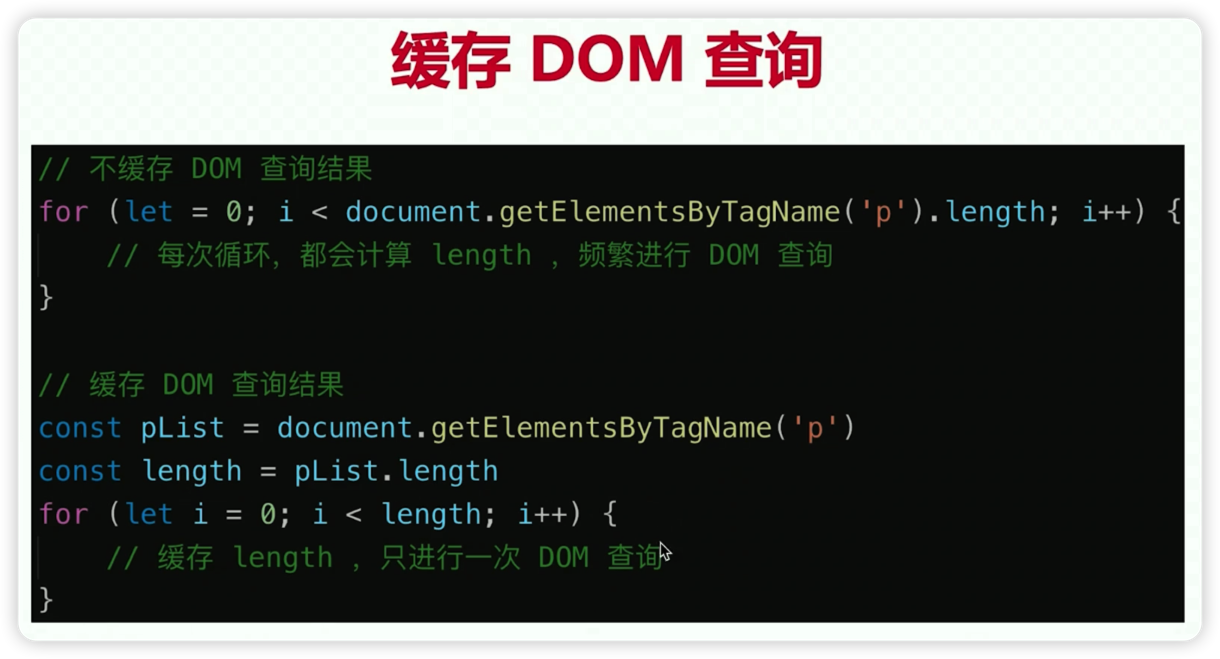 缓存 DOM 查询
// 不缓存 DOM 查询结果
for (let = 0; i < document.getElementsByTagName('p').length; i++) {
    // 每次循环，都会计算 length ，频繁进行 DOM 查询
}
// 缓存 DOM 查询结果
const pList = document.getElementsByTagName('p')
const length = pList.length
for (let i = 0; i < length; i++) {
    // 缓存 length ，只进行一次 DOM 查询
}